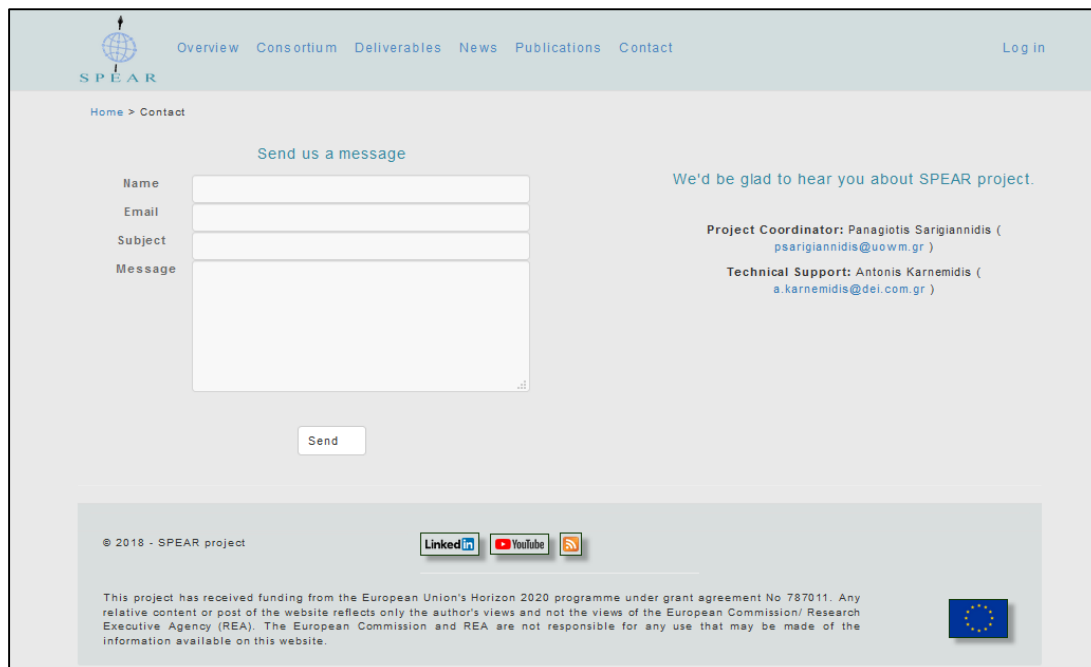 SPEAR
Overview Consortium Deliverables News Publications Contact
Log in
Home > Contact
Send us a message
Name
Email
Subject
Message
Send
We'd be glad to hear you about SPEAR project.
Project Coordinator: Panagiotis Sarigiannidis (
psarigiannidis@uowm.gr )
Technical Support: Antonis Karnemidis (
a.karnemidis@dei.com.gr )
© 2018 - SPEAR project
Linked in
YouTube
This project has received funding from the European Union's Horizon 2020 programme under grant agreement No 787011. Any
relative content or post of the website reflects only the author's views and not the views of the European Commission/ Research
Executive Agency (REA). The European Commission and REA are not responsible for any use that may be made of the
information available on this website.